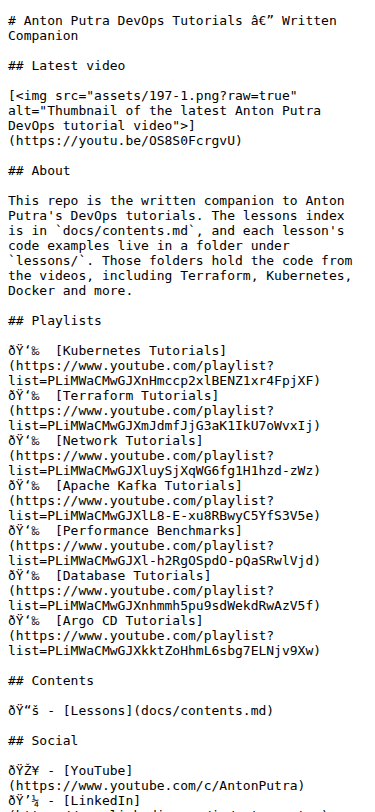 # Anton Putra DevOps Tutorials â€” Written
Companion
## Latest video
[<img src="assets/197-1.png?raw=true"
alt="Thumbnail of the latest Anton Putra
DevOps tutorial video">]
(https://youtu.be/OS8S0FcrgvU)
## About
This repo is the written companion to Anton
Putra's DevOps tutorials. The lessons index
is in `docs/contents.md`, and each lesson's
code examples live in a folder under
`lessons/`. Those folders hold the code from
the videos, including Terraform, Kubernetes,
Docker and more.
## Playlists
ðŸ‘‰ [Kubernetes Tutorials]
(https://www.youtube.com/playlist?
list=PLiMWaCMwGJXnHmccp2xlBENZ1xr4FpjXF)
ðŸ‘‰ [Terraform Tutorials]
(https://www.youtube.com/playlist?
list=PLiMWaCMwGJXmJdmfJjG3aK1IkU7oWvxIj)
ðŸ‘‰ [Network Tutorials]
(https://www.youtube.com/playlist?
list=PLiMWaCMwGJXluySjXqWG6fg1H1hzd-zWz)
ðŸ‘‰ [Apache Kafka Tutorials]
(https://www.youtube.com/playlist?
list=PLiMWaCMwGJXlL8-E-xu8RBwyC5YfS3V5e)
ðŸ‘‰ [Performance Benchmarks]
(https://www.youtube.com/playlist?
list=PLiMWaCMwGJXl-h2RgOSpdO-pQaSRwlVjd)
ðŸ‘‰ [Database Tutorials]
(https://www.youtube.com/playlist?
list=PLiMWaCMwGJXnhmmh5pu9sdWekdRwAzV5f)
ðŸ‘‰ [Argo CD Tutorials]
(https://www.youtube.com/playlist?
list=PLiMWaCMwGJXkktZoHhmL6sbg7ELNjv9Xw)
## Contents
ðŸ“š - [Lessons](docs/contents.md)
## Social
ðŸŽ¥ - [YouTube]
(https://www.youtube.com/c/AntonPutra)
ðŸ’¼ - [LinkedIn]